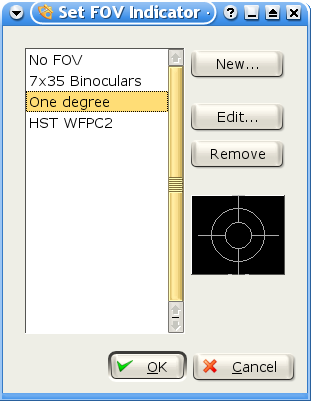 Set FOV Indicator -
No FOV
7x35 Binoculars
One degree
HST WFPC2
New...
Edit...
Remove
OK
Cancel